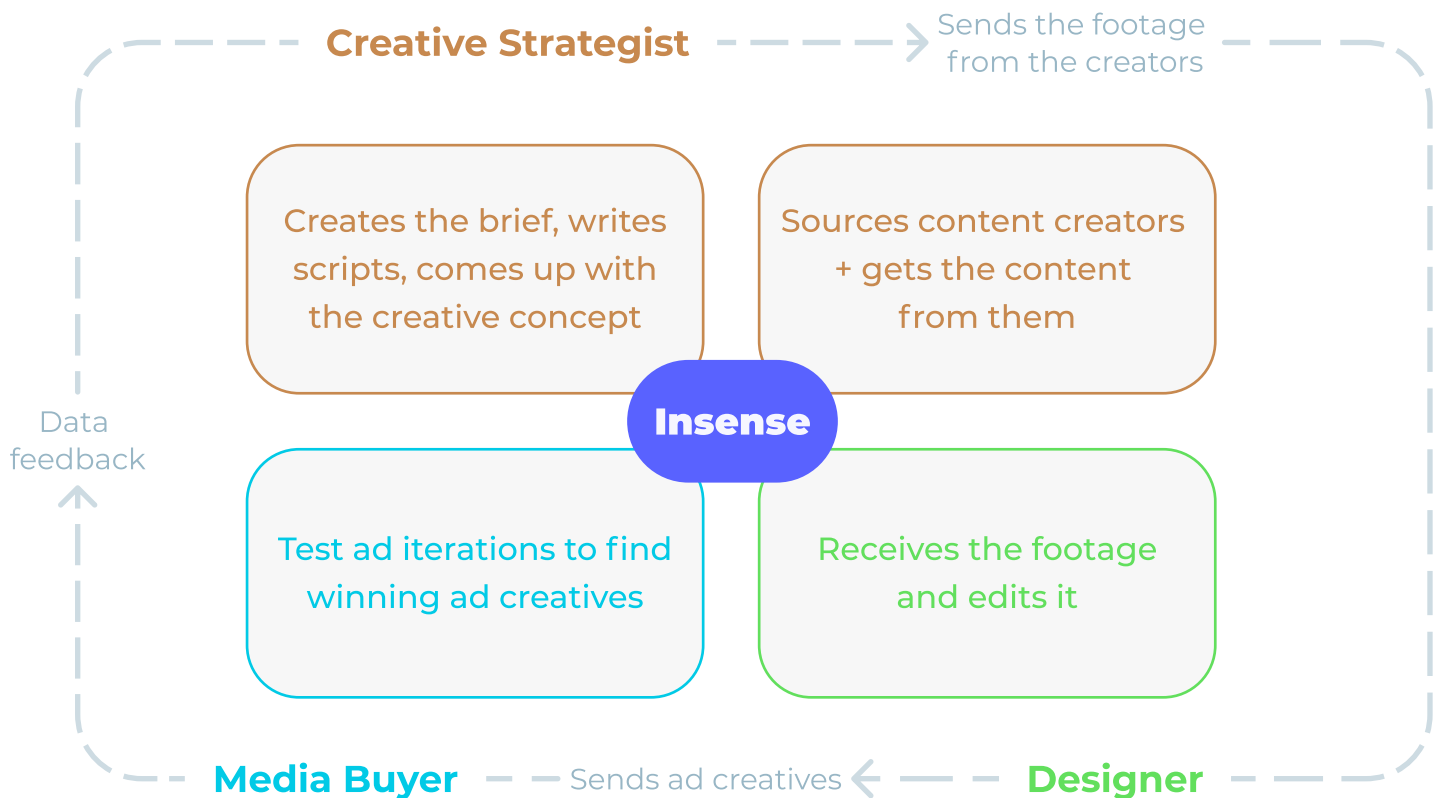 Creative Strategist
Sends the footage
from the creators
Creates the brief, writes
scripts, comes up with
the creative concept
Sources content creators
+ gets the content
from them
Insense
Data
feedback
Test ad iterations to find
winning ad creatives
Receives the footage
and edits it
Media Buyer
Sends ad creatives
Designer